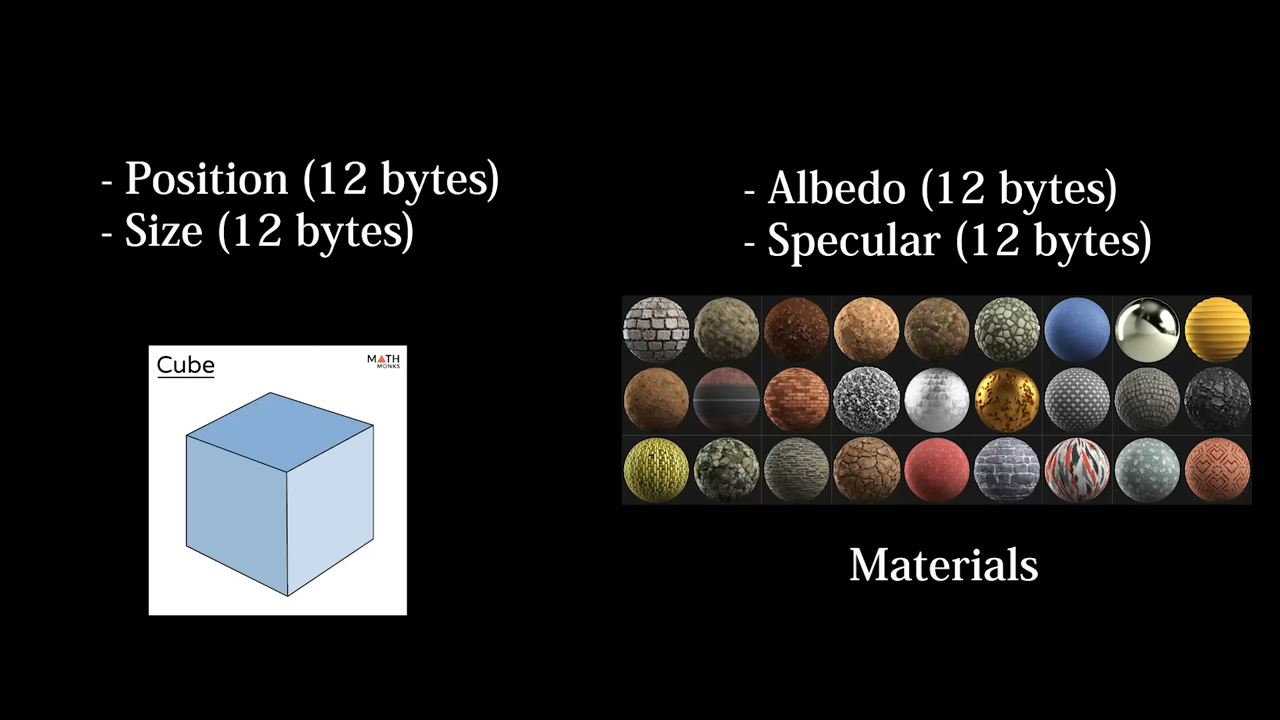 - Position (12 bytes)
- Size (12 bytes)
- Albedo (12 bytes)
- Specular (12 bytes)
Cube
MATH
MONKS
Materials